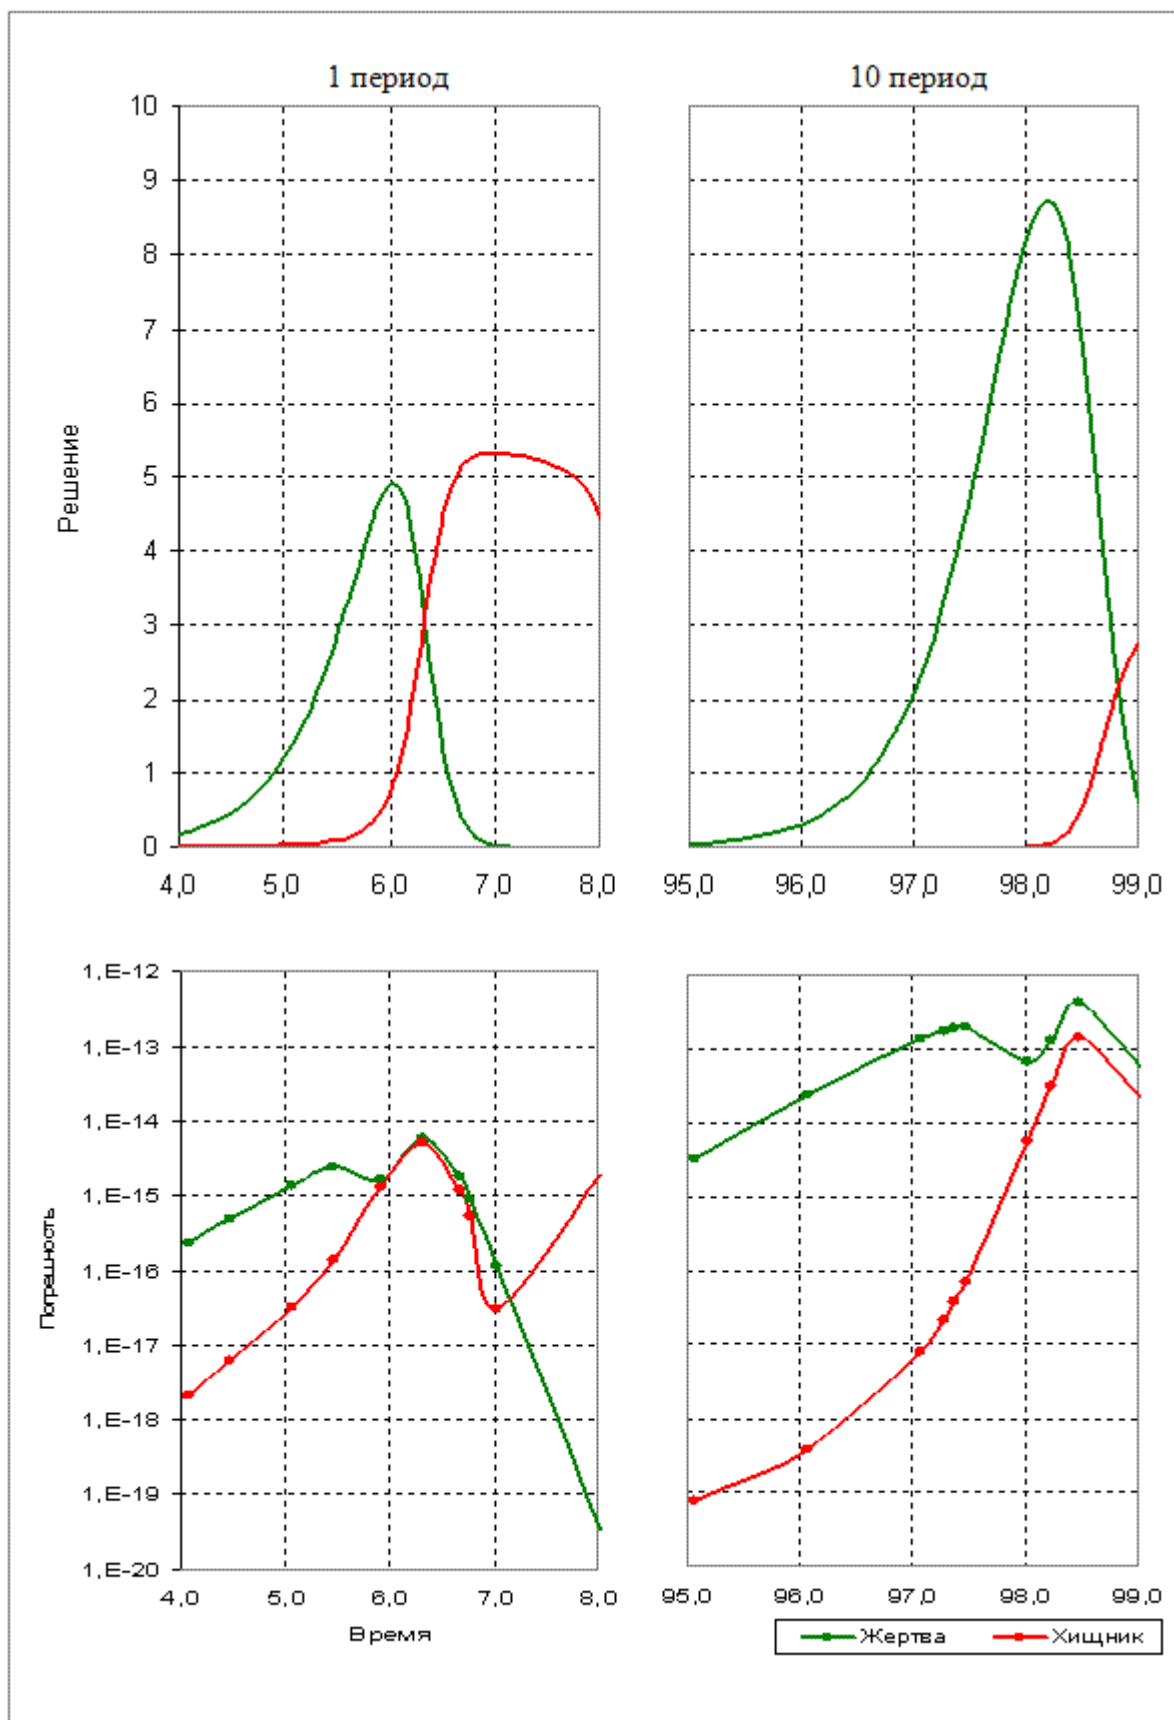 1 период
10 период
10
9
8
7
6
5
4
3
2
1
0
Решение
4,0 5,0 6,0 7,0 8,0
95,0 96,0 97,0 98,0 99,0
1,E-12
1,E-13
1,E-14
1,E-15
1,E-16
1,E-17
1,E-18
1,E-19
1,E-20
Погрешность
4,0 5,0 6,0 7,0 8,0
95,0 96,0 97,0 98,0 99,0
Время
Жертва Хищник